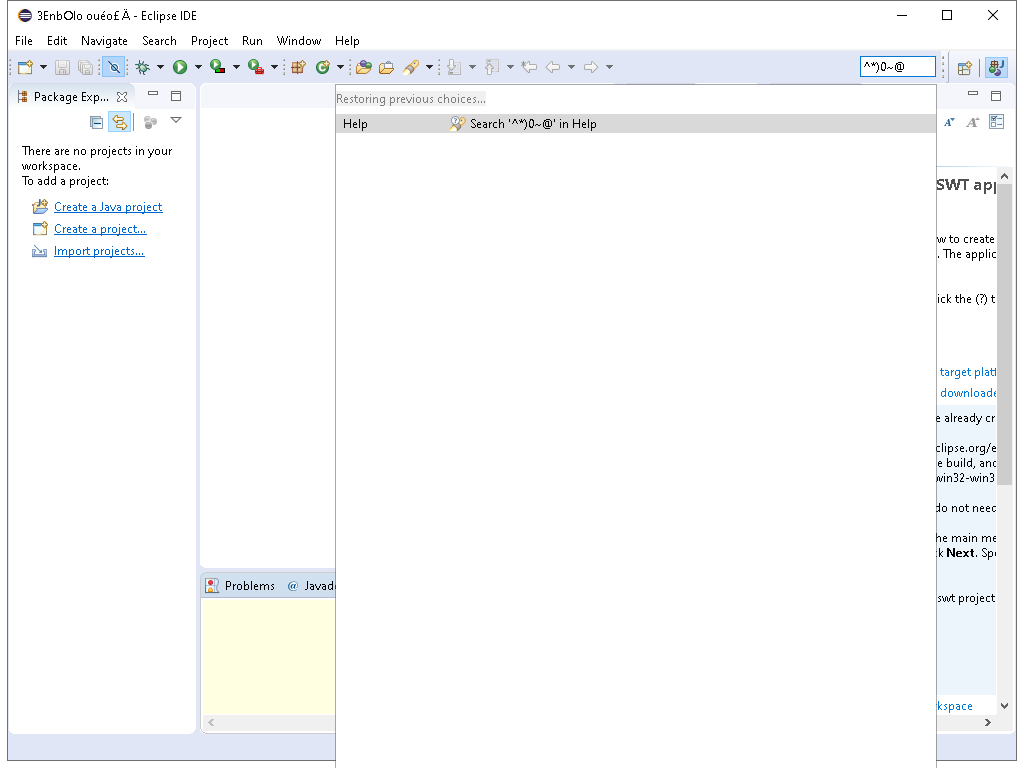 3EnbOlo ouéo£Ä - Eclipse IDE
File Edit Navigate Search Project Run Window Help
^*)0~@
Package Exp...
Restoring previous choices...
Help Search '^*)0~@' in Help
There are no projects in your
workspace.
To add a project:
Create a Java project
Create a project...
Import projects...
SWT app
w to create
. The applic
ick the (?) t
target platf
downloade
e already cr
clipse.org/e
e build, and
win32-win3
do not need
he main me
k Next. Spe
swt project
kspace
Problems @ Javad